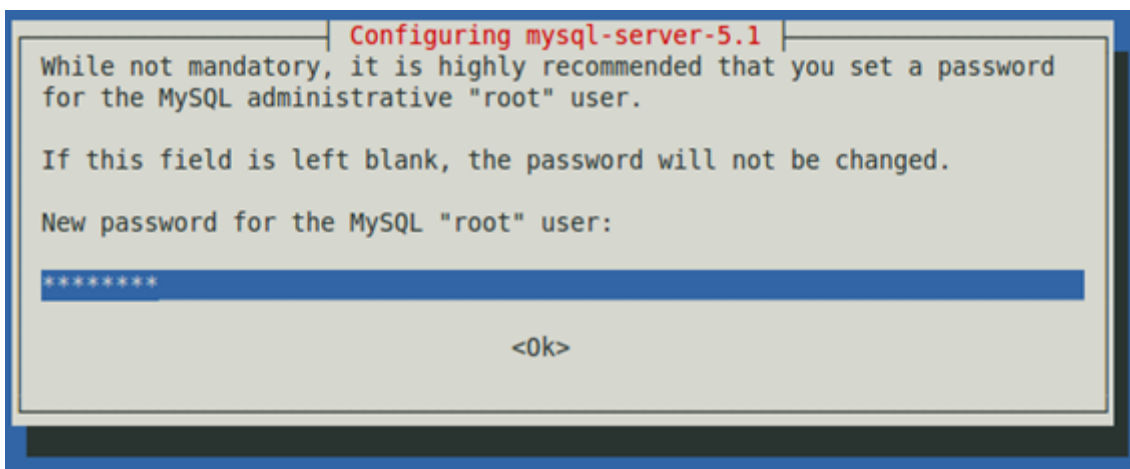 Configuring mysql-server-5.1
While not mandatory, it is highly recommended that you set a password
for the MySQL administrative "root" user.
If this field is left blank, the password will not be changed.
New password for the MySQL "root" user:
********
<Ok>